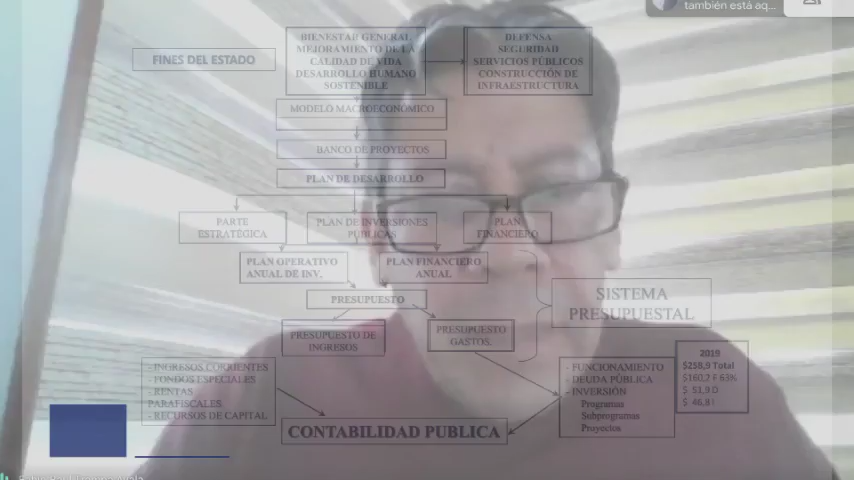 también está aq...
FINES DEL ESTADO
BIENESTAR GENERAL
MEJORAMIENTO DE LA
CALIDAD DE VIDA
DESARROLLO HUMANO
SOSTENIBLE
DEFENSA
SEGURIDAD
SERVICIOS PÚBLICOS
CONSTRUCCIÓN DE
INFRAESTRUCTURA
MODELO MACROECONOMICO
BANCO DE PROYECTOS
PLAN DE DESARROLLO
PARTE
ESTRATÉGICA
PLAN DE INVERSIONES
PÚBLICAS
PLAN
FINANCIERO
PLAN OPERATIVO
ANUAL DE INV.
PLAN FINANCIERO
ANUAL
PRESUPUESTO
SISTEMA
PRESUPUESTAL
PRESUPUESTO DE
INGRESOS
PRESUPUESTO
GASTOS.
- INGRESOS CORRIENTES
- FONDOS ESPECIALES
- RENTAS
PARAFISCALES
- RECURSOS DE CAPITAL
- FUNCIONAMIENTO
- DEUDA PÚBLICA
- INVERSIÓN
Programas
Subprogramas
Proyectos
2019
$258,9 Total
$160,2 F 63%
$ 51,9 D
$ 46,8 I
CONTABILIDAD PUBLICA